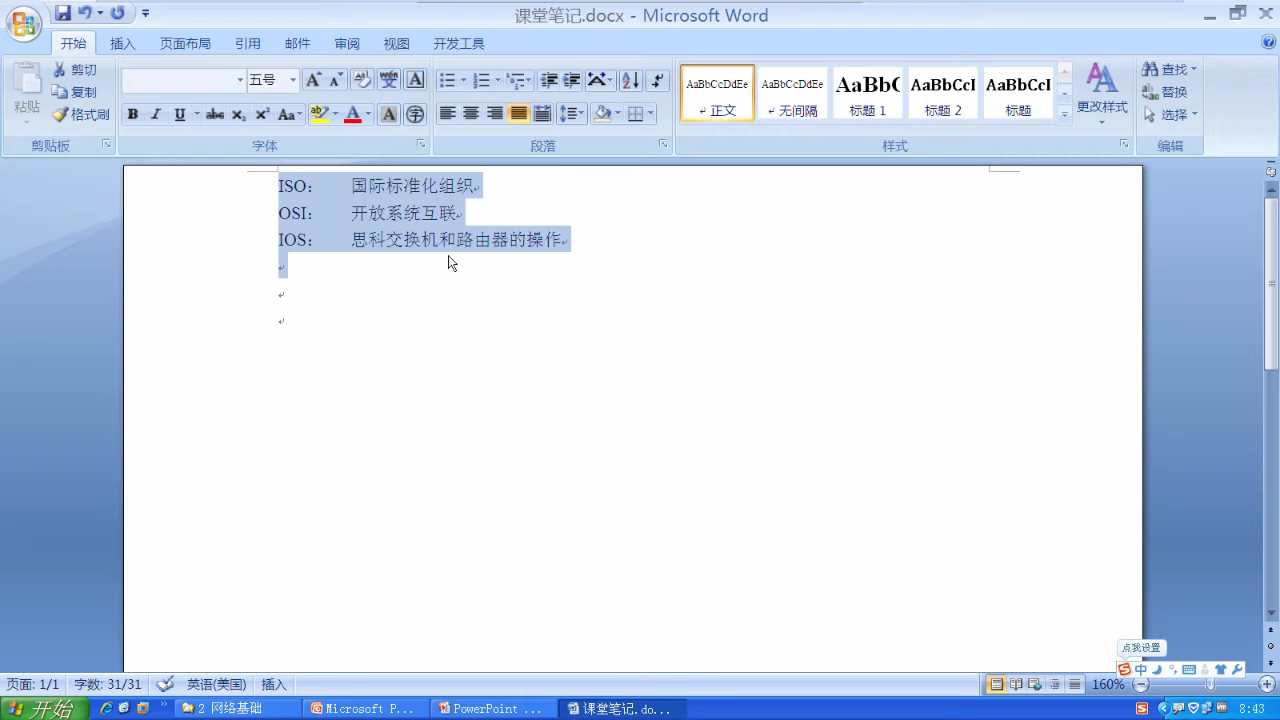 课堂笔记.docx - Microsoft Word
开始 插入 页面布局 引用 邮件 审阅 视图 开发工具
粘贴 剪切 复制 格式刷
五号
AaBbCcDdEe AaBbCcDdEe AaBbC AaBbCcI AaBbCcI
正文 无间隔 标题 1 标题 2 标题
更改样式
查找 替换 选择
剪贴板 字体 段落 样式 编辑
ISO： 国际标准化组织
OSI： 开放系统互联
IOS： 思科交换机和路由器的操作
点我设置
中
页面: 1/1 字数: 31/31 英语(美国) 插入 160%
开始 2 网络基础 Microsoft P... PowerPoint ... 课堂笔记.do... 8:43